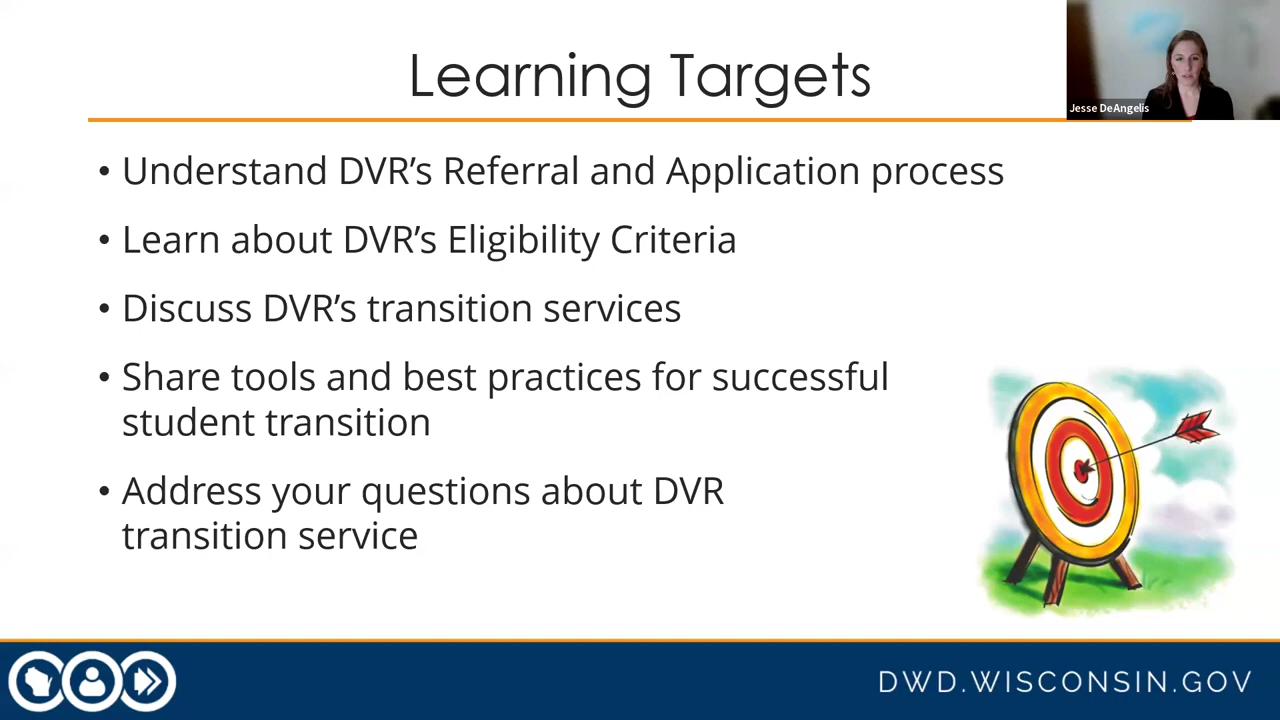 Learning Targets
Jesse DeAngelis
• Understand DVR’s Referral and Application process
• Learn about DVR’s Eligibility Criteria
• Discuss DVR’s transition services
• Share tools and best practices for successful
student transition
• Address your questions about DVR
transition service
DWD.WISCONSIN.GOV